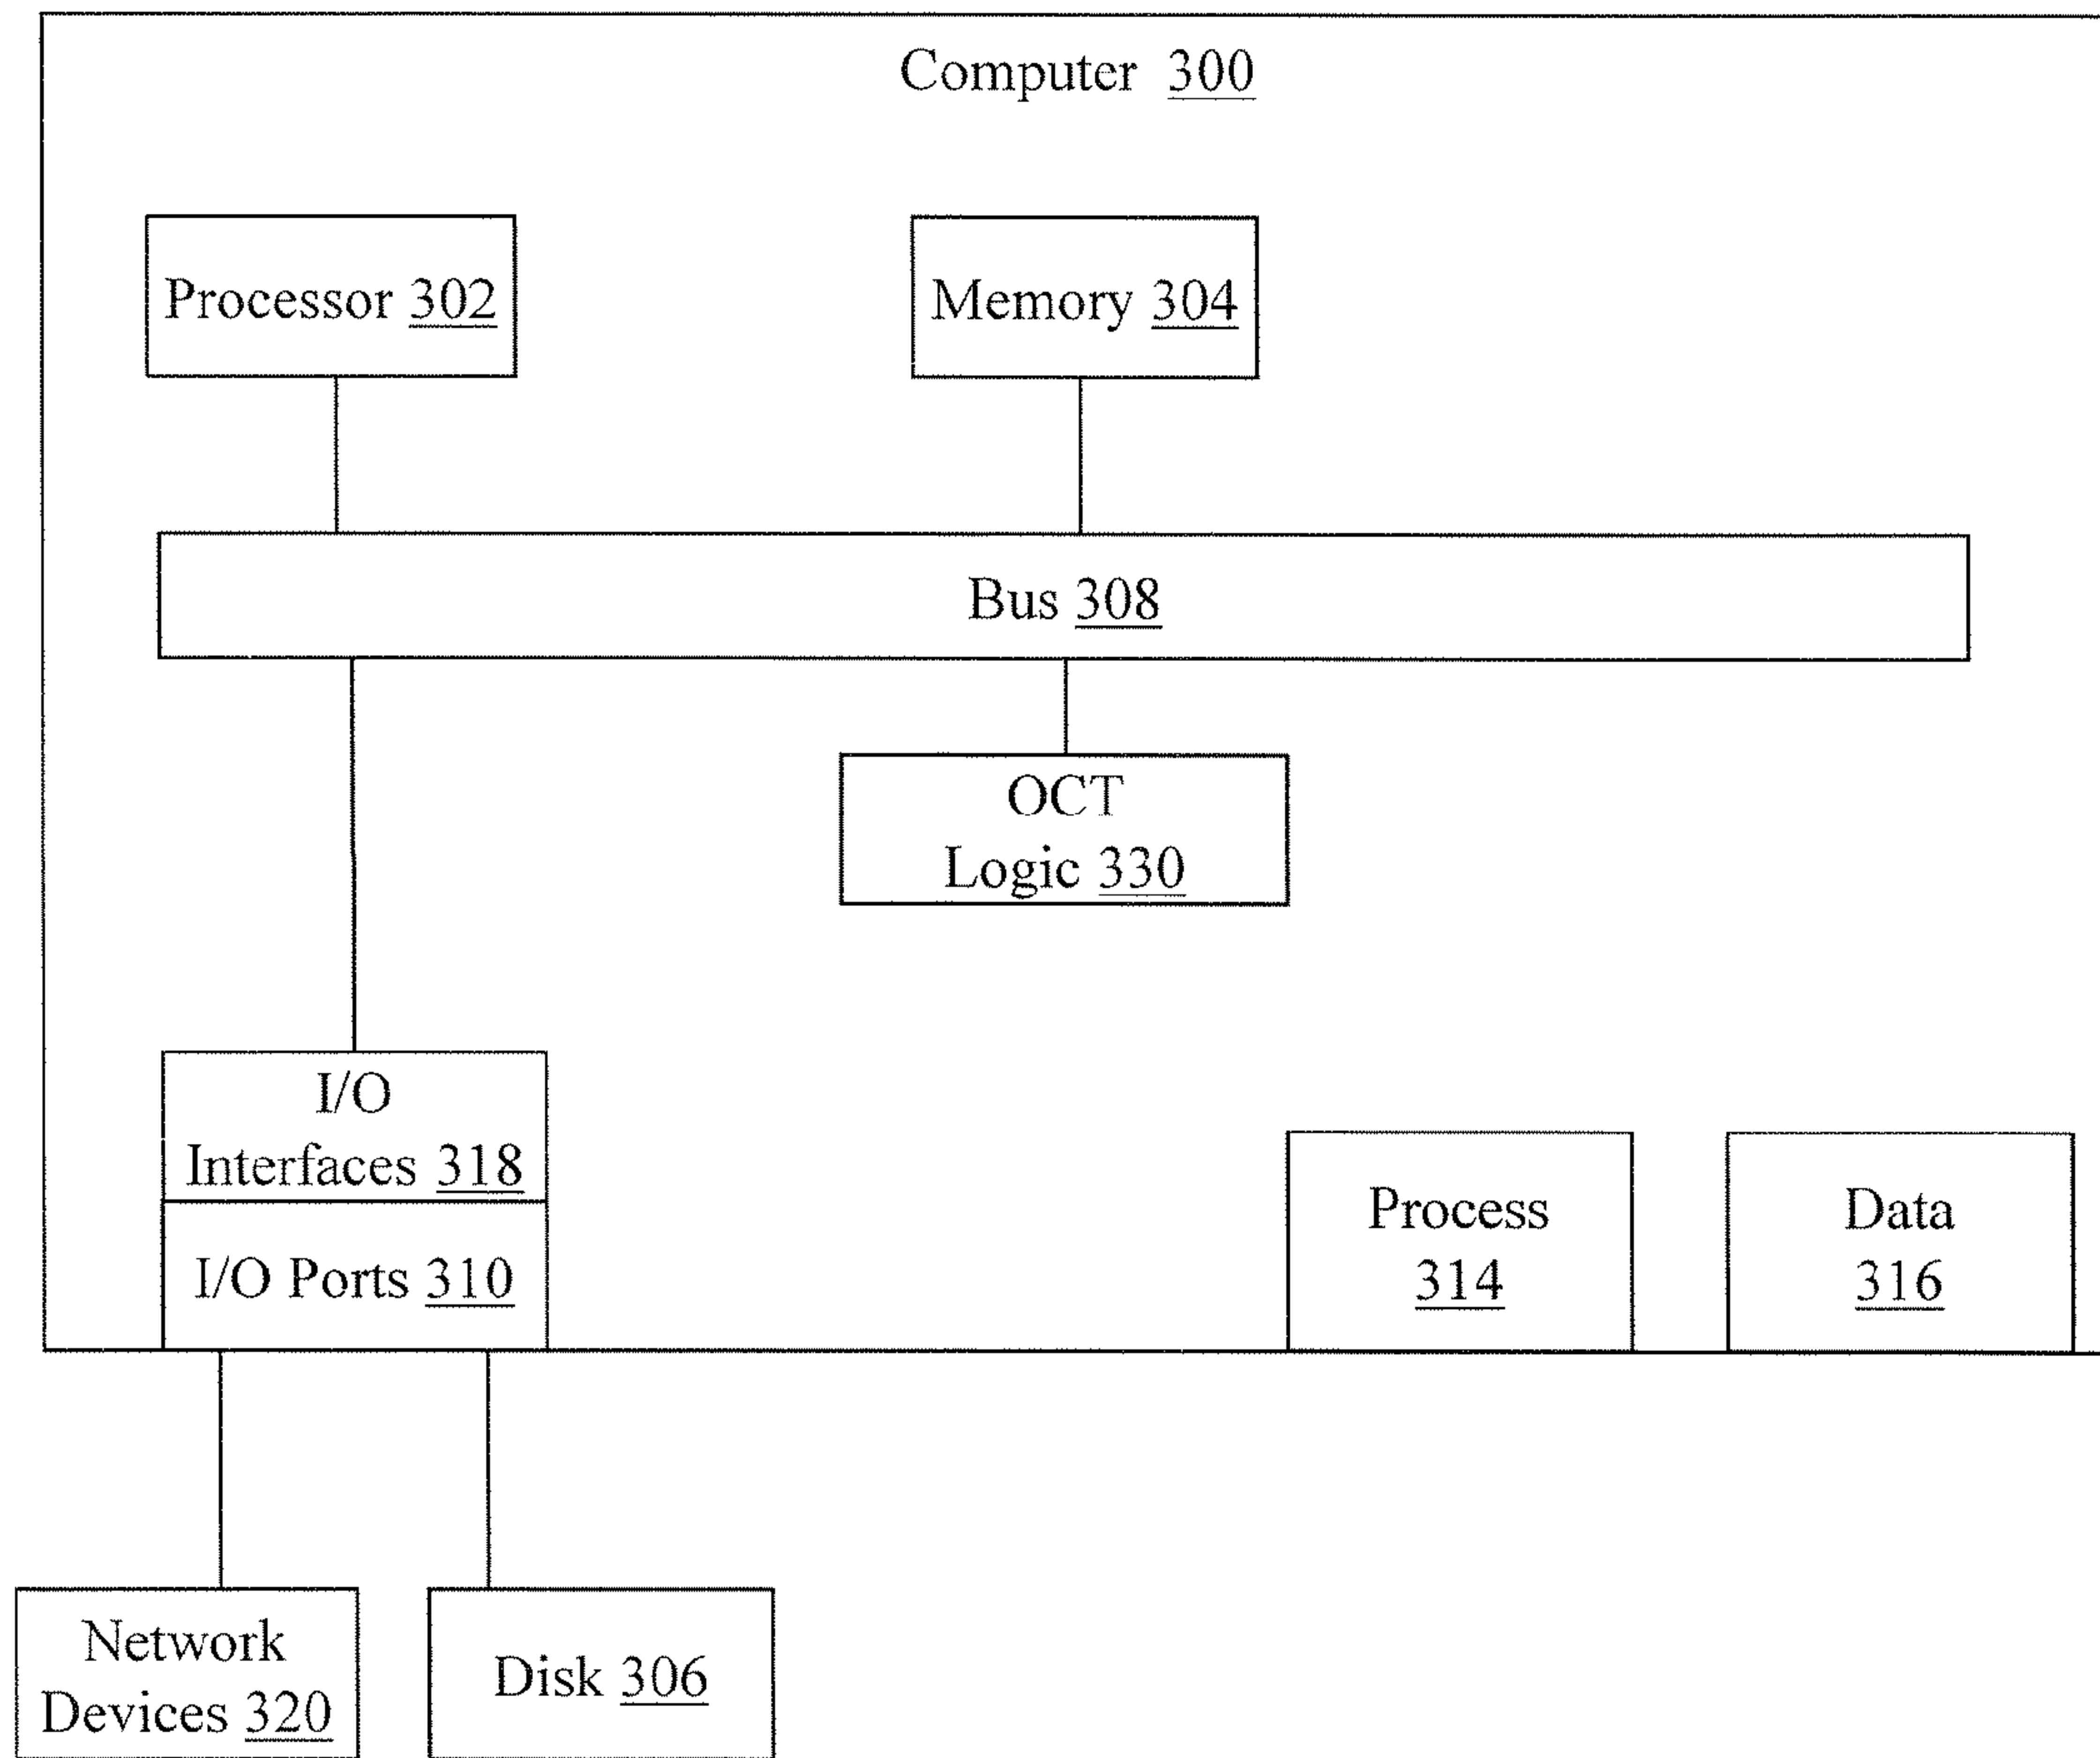 Computer 300
Processor 302
Memory 304
Bus 308
OCT
Logic 330
I/O
Interfaces 318
I/O Ports 310
Process
314
Data
316
Network
Devices 320
Disk 306